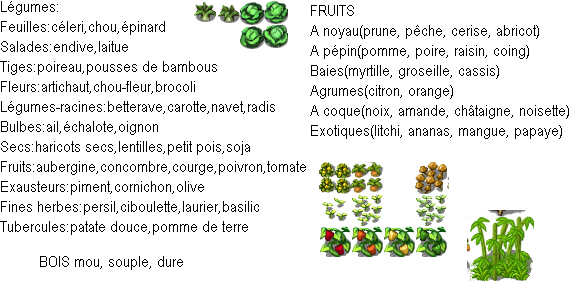 Légumes:
Feuilles:céleri,chou,épinard
Salades:endive,laitue
Tiges:poireau,pousses de bambous
Fleurs:artichaut,chou-fleur,brocoli
Légumes-racines:betterave,carotte,navet,radis
Bulbes:ail,échalote,oignon
Secs:haricots secs,lentilles,petit pois,soja
Fruits:aubergine,concombre,courge,poivron,tomate
Exausteurs:piment,cornichon,olive
Fines herbes:persil,ciboulette,laurier,basilic
Tubercules:patate douce,pomme de terre
BOIS mou, souple, dure
FRUITS
A noyau(prune, pêche, cerise, abricot)
A pépin(pomme, poire, raisin, coing)
Baies(myrtille, groseille, cassis)
Agrumes(citron, orange)
A coque(noix, amande, châtaigne, noisette)
Exotiques(litchi, ananas, mangue, papaye)